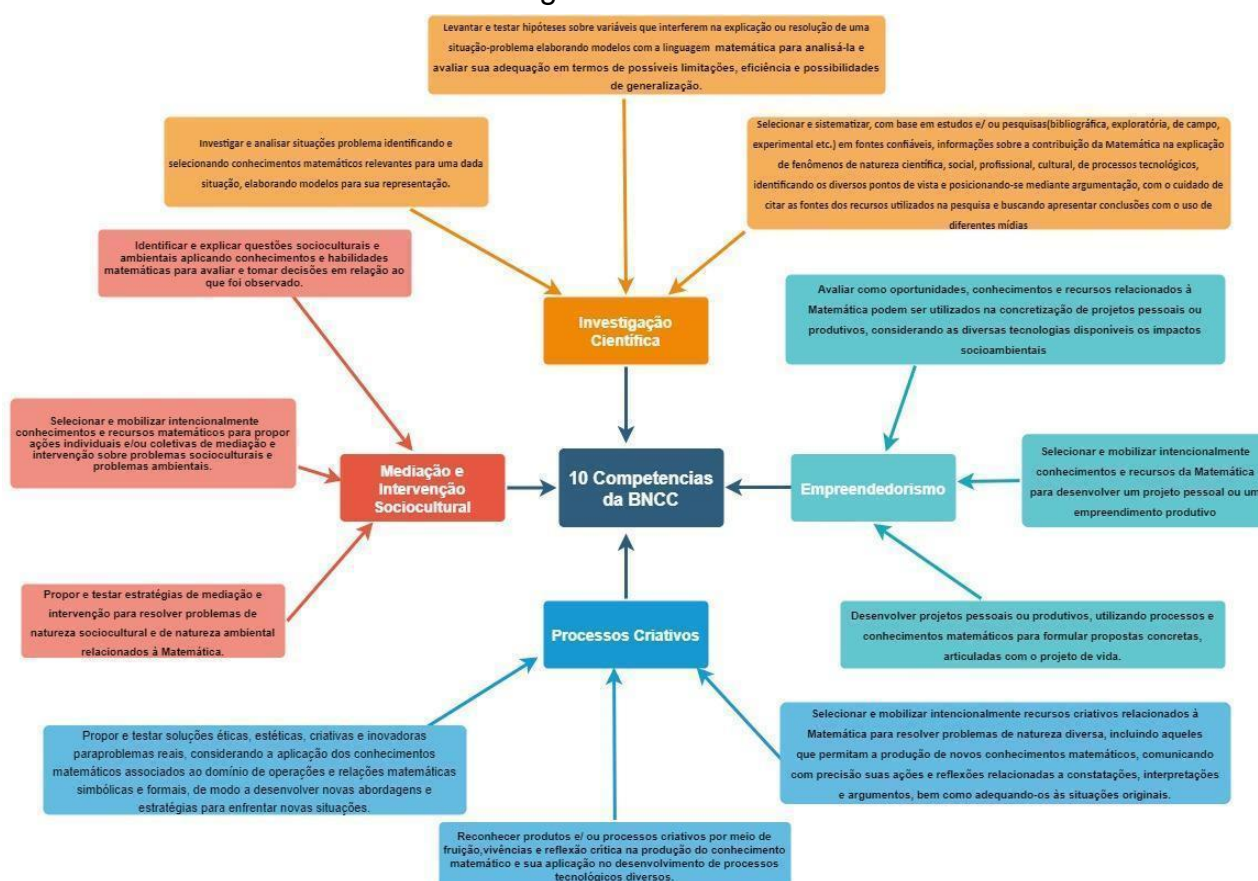 Levantar e testar hipóteses sobre variáveis que interferem na explicação ou resolução de uma
situação-problema elaborando modelos com a linguagem matemática para analisá-la e
avaliar sua adequação em termos de possíveis limitações, eficiência e possibilidades
de generalização.
Investigar e analisar situações problema identificando e
selecionando conhecimentos matemáticos relevantes para uma dada
situação, elaborando modelos para sua representação.
Selecionar e sistematizar, com base em estudos e/ ou pesquisas(bibliográfica, exploratória, de campo,
experimental etc.) em fontes confiáveis, informações sobre a contribuição da Matemática na explicação
de fenômenos de natureza científica, social, profissional, cultural, de processos tecnológicos,
identificando os diversos pontos de vista e posicionando-se mediante argumentação, com o cuidado de
citar as fontes dos recursos utilizados na pesquisa e buscando apresentar conclusões com o uso de
diferentes mídias
Identificar e explicar questões socioculturais e
ambientais aplicando conhecimentos e habilidades
matemáticas para avaliar e tomar decisões em relação ao
que foi observado.
Investigação
Científica
Avaliar como oportunidades, conhecimentos e recursos relacionados à
Matemática podem ser utilizados na concretização de projetos pessoais ou
produtivos, considerando as diversas tecnologias disponíveis os impactos
socioambientais
Selecionar e mobilizar intencionalmente
conhecimentos e recursos matemáticos para propor
ações individuais e/ou coletivas de mediação e
intervenção sobre problemas socioculturais e
problemas ambientais.
Mediação e
Intervenção
Sociocultural
10 Competencias
da BNCC
Empreendedorismo
Selecionar e mobilizar intencionalmente
conhecimentos e recursos da Matemática
para desenvolver um projeto pessoal ou um
empreendimento produtivo
Propor e testar estratégias de mediação e
intervenção para resolver problemas de
natureza sociocultural e de natureza ambiental
relacionados à Matemática.
Processos Criativos
Desenvolver projetos pessoais ou produtivos, utilizando processos e
conhecimentos matemáticos para formular propostas concretas,
articuladas com o projeto de vida.
Propor e testar soluções éticas, estéticas, criativas e inovadoras
paraproblemas reais, considerando a aplicação dos conhecimentos
matemáticos associados ao domínio de operações e relações matemáticas
simbólicas e formais, de modo a desenvolver novas abordagens e
estratégias para enfrentar novas situações.
Selecionar e mobilizar intencionalmente recursos criativos relacionados à
Matemática para resolver problemas de natureza diversa, incluindo aqueles
que permitam a produção de novos conhecimentos matemáticos, comunicando
com precisão suas ações e reflexões relacionadas a constatações, interpretações
e argumentos, bem como adequando-os às situações originais.
Reconhecer produtos e/ ou processos criativos por meio de
fruição,vivências e reflexão crítica na produção do conhecimento
matemático e sua aplicação no desenvolvimento de processos
tecnológicos diversos.